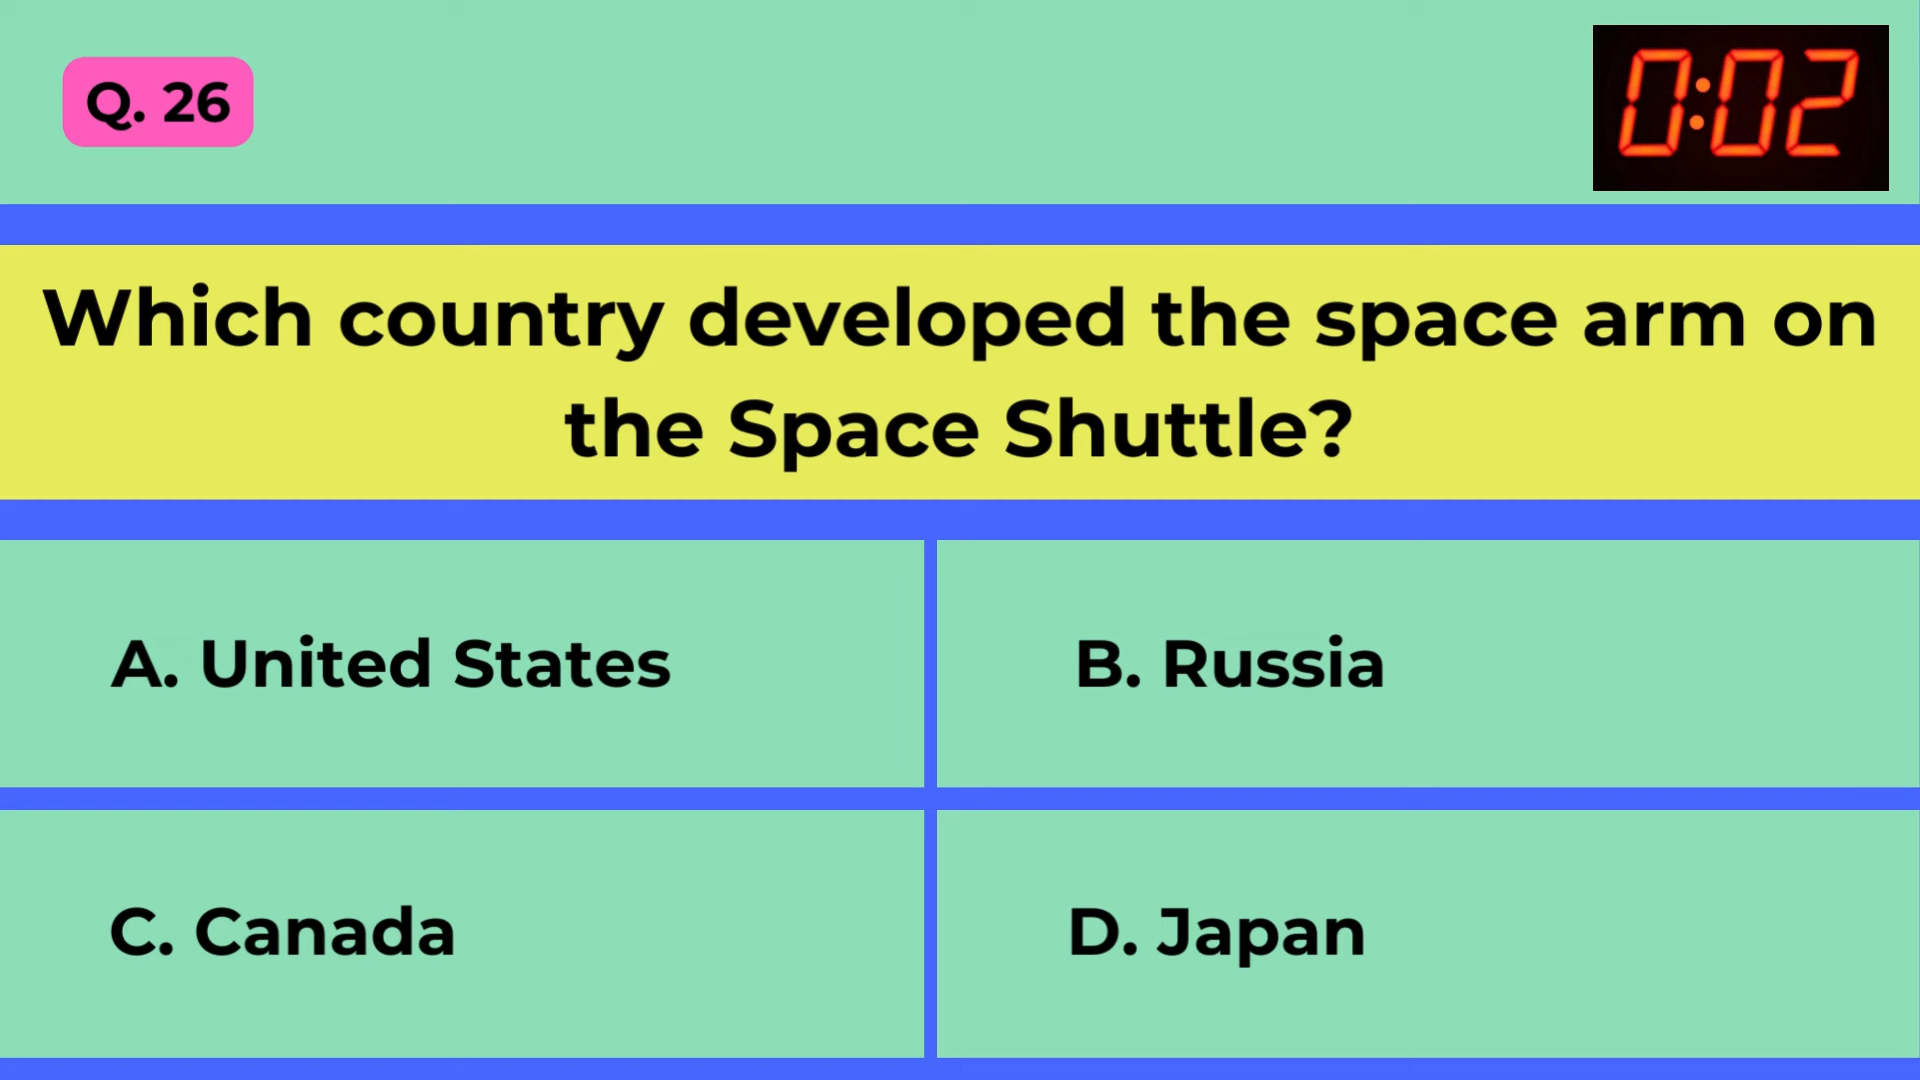 Q. 26
0:02
Which country developed the space arm on
the Space Shuttle?
A. United States
B. Russia
C. Canada
D. Japan